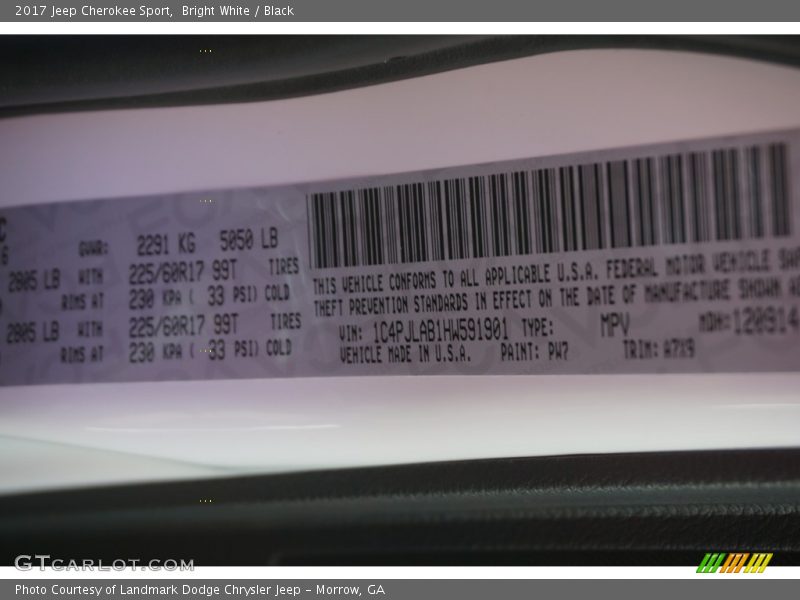 2017 Jeep Cherokee Sport, Bright White / Black
GVWR: 2291 KG 5050 LB
2805 LB WITH 225/60R17 99T TIRES
RIMS AT 230 KPA ( 33 PSI) COLD
2805 LB WITH 225/60R17 99T TIRES
RIMS AT 230 KPA ( 33 PSI) COLD
THIS VEHICLE CONFORMS TO ALL APPLICABLE U.S.A. FEDERAL MOTOR VEHICLE SAF
THEFT PREVENTION STANDARDS IN EFFECT ON THE DATE OF MANUFACTURE SHOWN A
VIN: 1C4PJLAB1HW591901 TYPE: MPV MDH: 120914
VEHICLE MADE IN U.S.A. PAINT: PW7 TRIM: A7X9
GTCARLOT.COM
Photo Courtesy of Landmark Dodge Chrysler Jeep – Morrow, GA